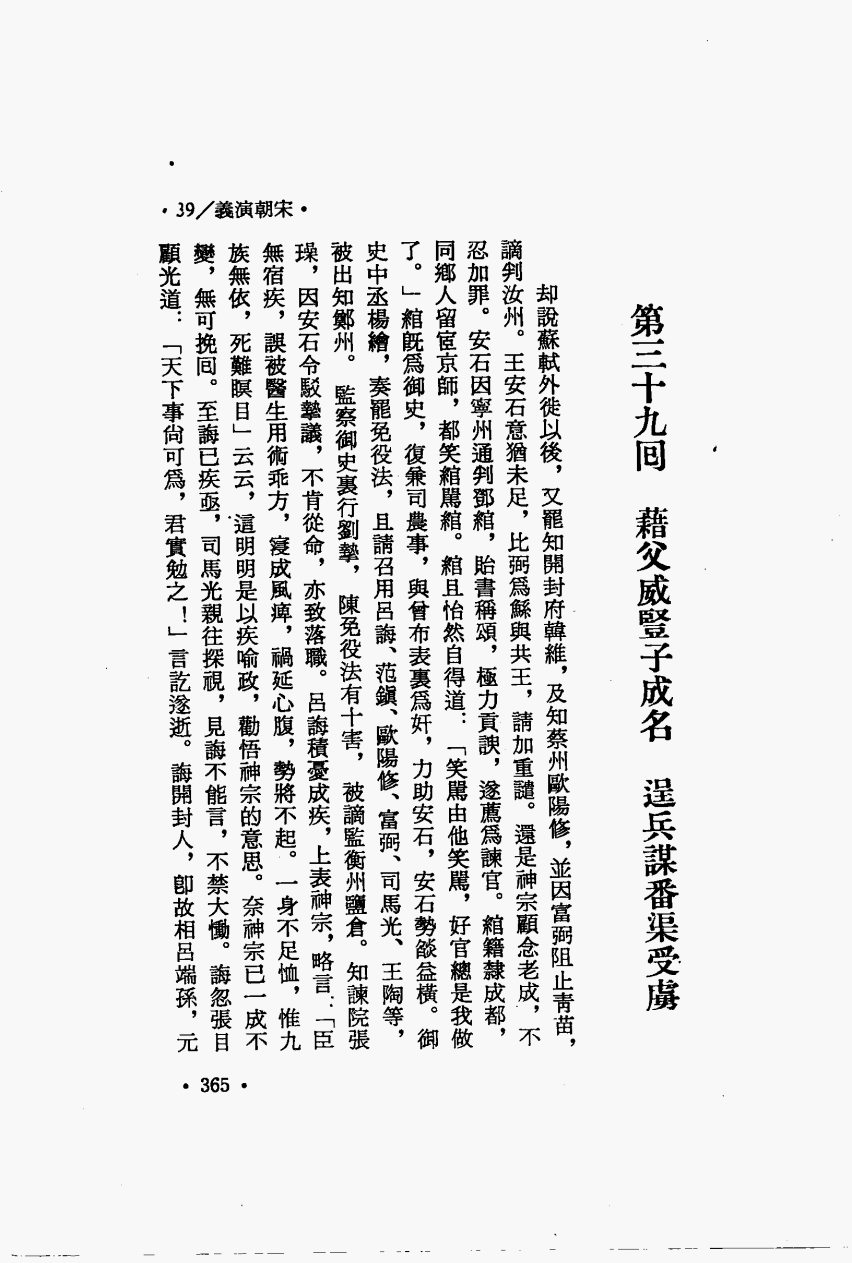 ·39/義演朝宋·
第三十九回　藉父威豎子成名　逞兵謀番渠受虜
却說蘇軾外徙以後，又罷知開封府韓維，及知蔡州歐陽修，並因富弼阻止青苗，
謫判汝州。王安石意猶未足，比弼爲鯀與共王，請加重譴。還是神宗顧念老成，不
忍加罪。安石因寧州通判鄧綰，貽書稱頌，極力貢諛，遂薦爲諫官。綰籍隸成都，
同鄉人留宦京師，都笑綰駡綰。綰且怡然自得道：「笑駡由他笑駡，好官總是我做
了。」綰既爲御史，復兼司農事，與曾布表裏爲奸，力助安石，安石勢燄益橫。御
史中丞楊繪，奏罷免役法，且請召用呂誨、范鎭、歐陽修、富弼、司馬光、王陶等，
被出知鄭州。監察御史裏行劉摯，陳免役法有十害，被謫監衡州鹽倉。知諫院張
璪，因安石令駁摯議，不肯從命，亦致落職。呂誨積憂成疾，上表神宗，略言：「臣
無宿疾，誤被醫生用術乖方，寖成風痺，禍延心腹，勢將不起。一身不足恤，惟九
族無依，死難瞑目」云云，這明明是以疾喻政，勸悟神宗的意思。奈神宗已一成不
變，無可挽囘。至誨已疾亟，司馬光親往探視，見誨不能言，不禁大慟。誨忽張目
顧光道：「天下事尙可爲，君實勉之！」言訖遂逝。誨開封人，卽故相呂端孫，元
·365·